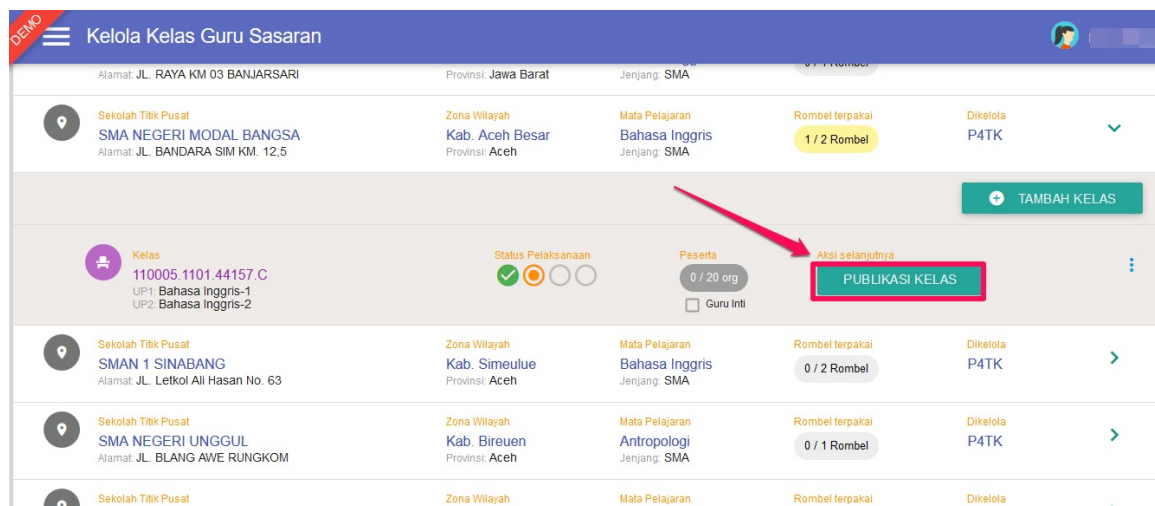 DEMO
Kelola Kelas Guru Sasaran
Alamat: JL. RAYA KM 03 BANJARSARI
Provinsi: Jawa Barat
Jenjang: SMA
Sekolah Titik Pusat
Zona Wilayah
Mata Pelajaran
Rombel terpakai
Dikelola
SMA NEGERI MODAL BANGSA
Kab. Aceh Besar
Bahasa Inggris
1 / 2 Rombel
P4TK
Alamat: JL. BANDARA SIM KM. 12,5
Provinsi: Aceh
Jenjang: SMA
TAMBAH KELAS
Kelas
Status Pelaksanaan
Peserta
Aksi selanjutnya
110005.1101.44157.C
0 / 20 org
PUBLIKASI KELAS
UP1: Bahasa Inggris-1
UP2: Bahasa Inggris-2
Guru Inti
Sekolah Titik Pusat
Zona Wilayah
Mata Pelajaran
Rombel terpakai
Dikelola
SMAN 1 SINABANG
Kab. Simeulue
Bahasa Inggris
0 / 2 Rombel
P4TK
Alamat: JL. Letkol Ali Hasan No. 63
Provinsi: Aceh
Jenjang: SMA
Sekolah Titik Pusat
Zona Wilayah
Mata Pelajaran
Rombel terpakai
Dikelola
SMA NEGERI UNGGUL
Kab. Bireuen
Antropologi
0 / 1 Rombel
P4TK
Alamat: JL. BLANG AWE RUNGKOM
Provinsi: Aceh
Jenjang: SMA
Sekolah Titik Pusat
Zona Wilayah
Mata Pelajaran
Rombel terpakai
Dikelola